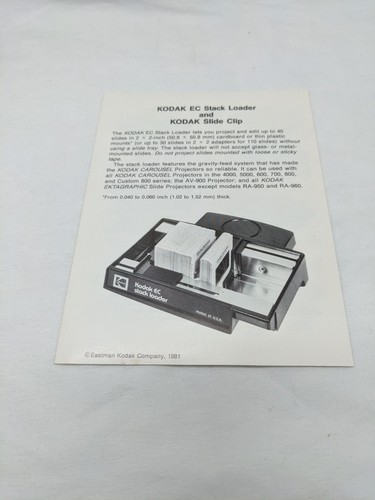 KODAK EC Stack Loader
and
KODAK Slide Clip
The KODAK EC Stack Loader lets you project and edit up to 40
slides in 2 × 2-inch (50.8 × 50.8 mm) cardboard or thin plastic
mounts* (or up to 30 slides in 2 × 2 adapters for 110 slides) without
using a slide tray. The stack loader will not accept glass- or metal-
mounted slides. Do not project slides mounted with loose or sticky
tape.
The stack loader features the gravity-feed system that has made
the KODAK CAROUSEL Projectors so reliable. It can be used with
all KODAK CAROUSEL Projectors in the 4000, 5000, 600, 700, 800,
and Custom 800 series; the AV-900 Projector; and all KODAK
EKTAGRAPHIC Slide Projectors except models RA-950 and RA-960.
*From 0.040 to 0.060 inch (1.02 to 1.52 mm) thick.
Kodak
Kodak EC
stack loader
MADE IN U.S.A.
©Eastman Kodak Company, 1981